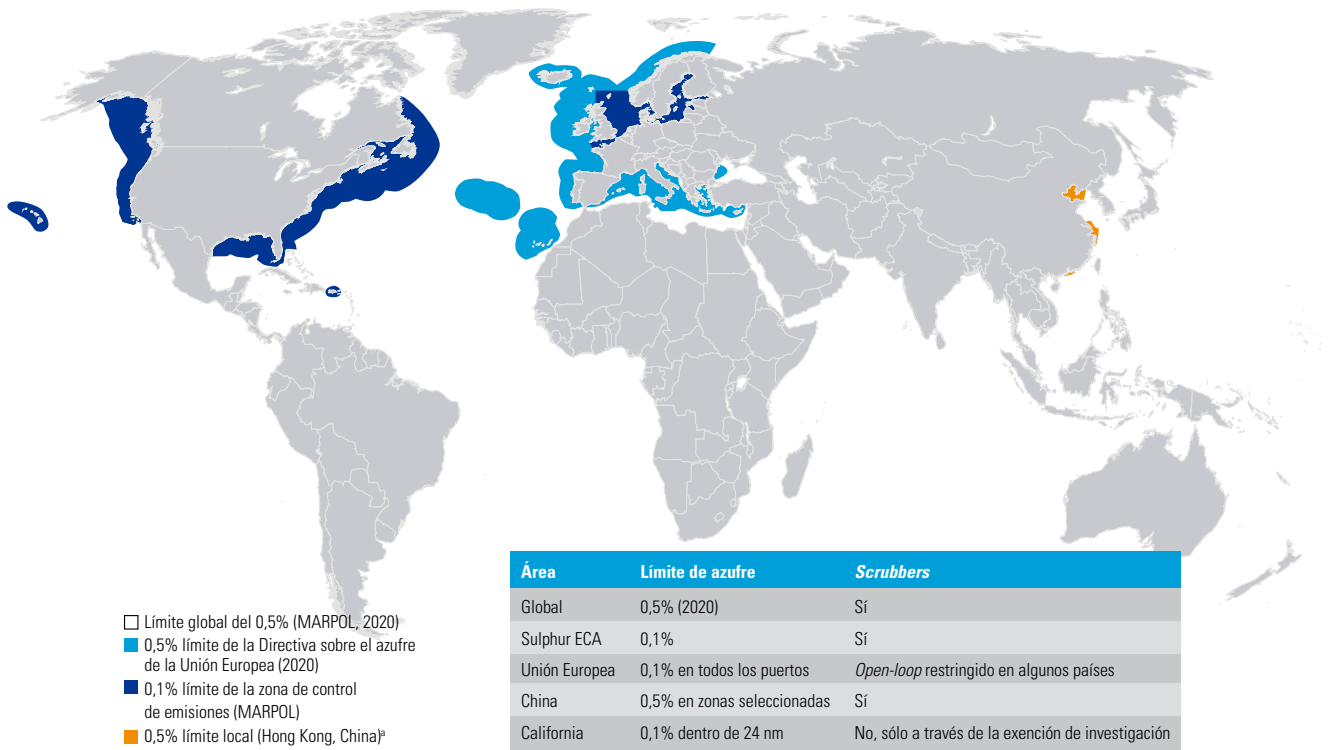 Área Límite de azufre Scrubbers
Global 0,5% (2020) Sí
Sulphur ECA 0,1% Sí
Unión Europea 0,1% en todos los puertos Open-loop restringido en algunos países
China 0,5% en zonas seleccionadas Sí
California 0,1% dentro de 24 nm No, sólo a través de la exención de investigación
Límite global del 0,5% (MARPOL, 2020)
0,5% límite de la Directiva sobre el azufre
de la Unión Europea (2020)
0,1% límite de la zona de control
de emisiones (MARPOL)
0,5% límite local (Hong Kong, China)ª